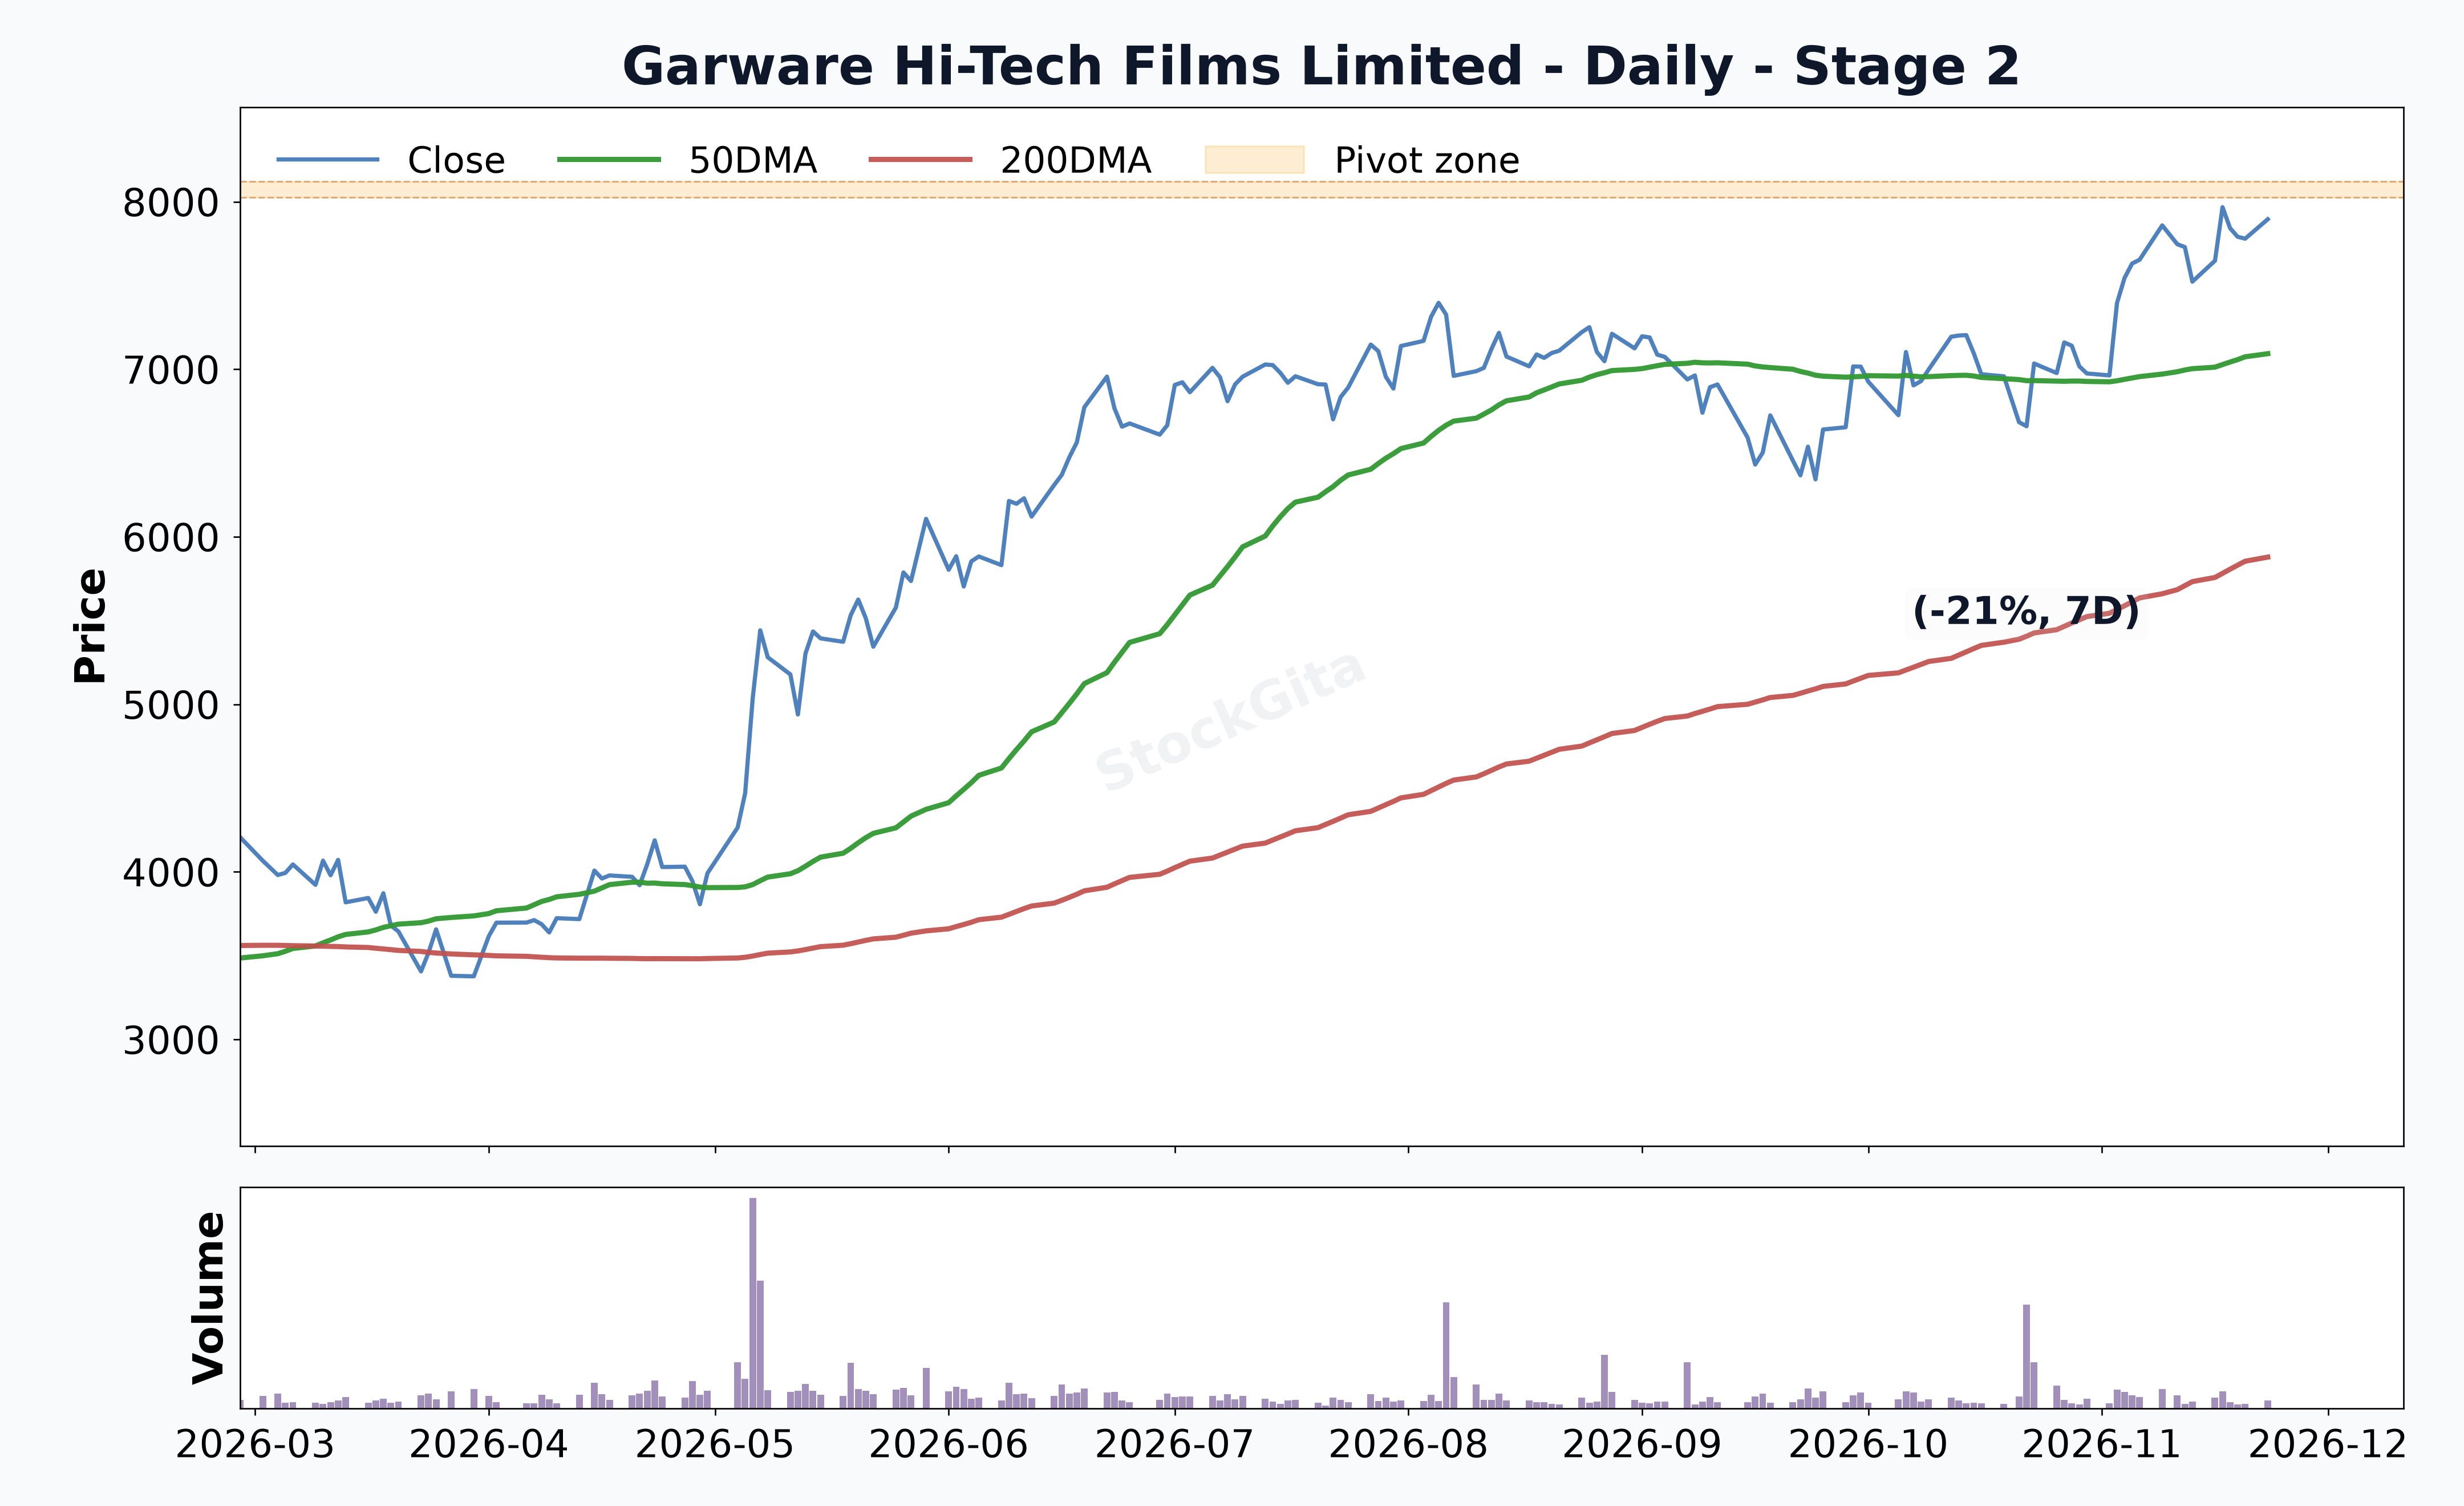 Garware Hi-Tech Films Limited - Daily - Stage 2
Close 50DMA 200DMA Pivot zone
8000
7000
6000
5000
4000
3000
Price
(-21%, 7D)
StockGita
Volume
2026-03 2026-04 2026-05 2026-06 2026-07 2026-08 2026-09 2026-10 2026-11 2026-12